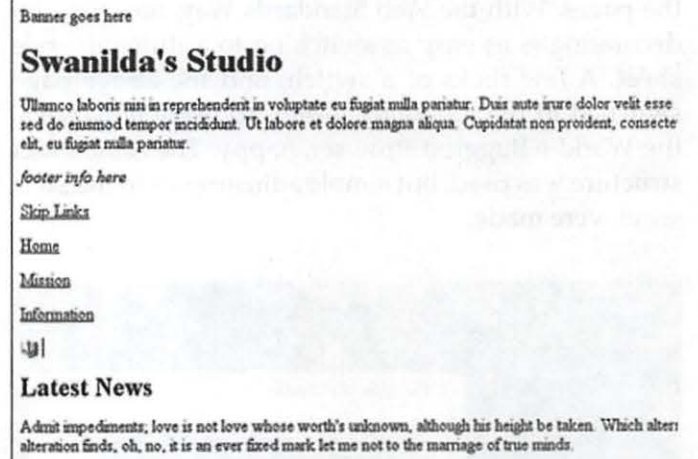 Banner goes here
Swanilda's Studio
Ullamco laboris nisi in reprehenderit in voluptate eu fugiat nulla pariatur. Duis aute irure dolor velit esse
sed do eiusmod tempor incididunt. Ut labore et dolore magna aliqua. Cupidatat non proident, consecte
elit, eu fugiat nulla pariatur.
footer info here
Skip Links
Home
Mission
Information
Latest News
Admit impediments; love is not love whose worth's unknown, although his height be taken. Which alters
alteration finds, oh, no, it is an ever fixed mark let me not to the marriage of true minds.